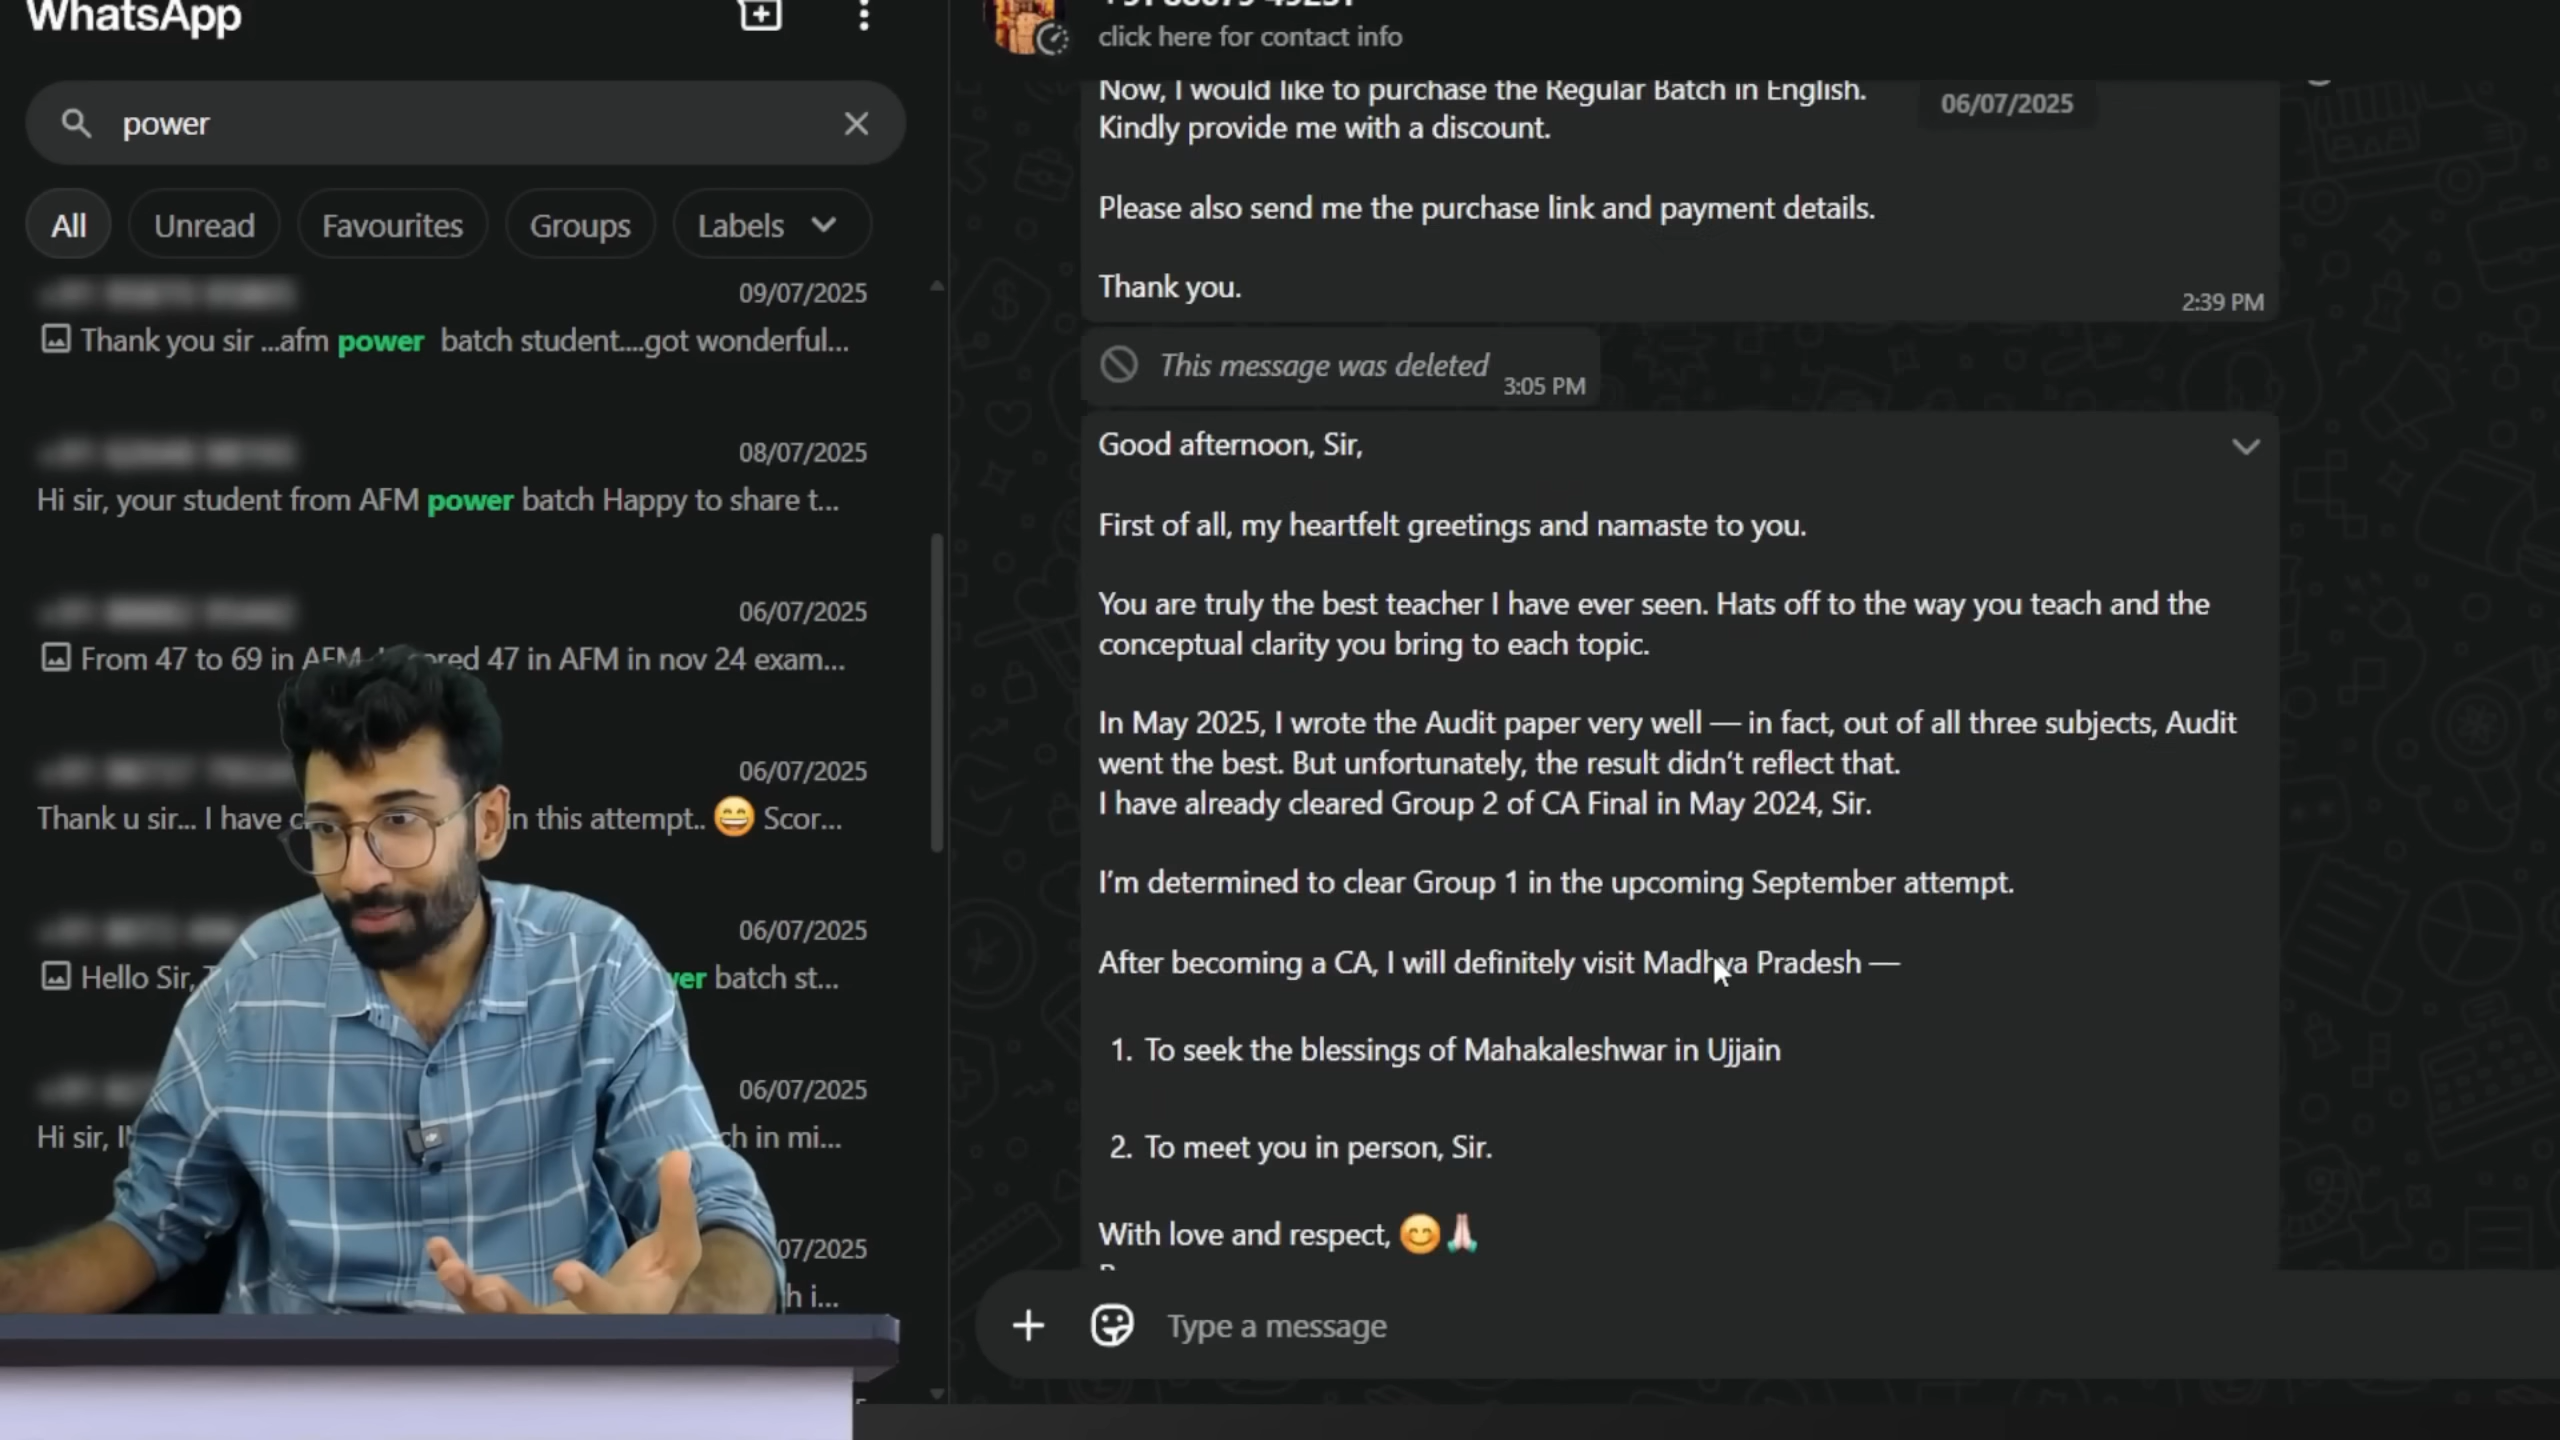 WhatsApp
power
All
Unread
Favourites
Groups
Labels
09/07/2025
Thank you sir ...afm power batch student....got wonderful...
08/07/2025
Hi sir, your student from AFM power batch Happy to share t...
06/07/2025
From 47 to 69 in AFM 47 in AFM in nov 24 exam...
06/07/2025
Thank u sir... I have in this attempt.. 😄 Scor...
06/07/2025
Hello Sir, batch st...
06/07/2025
Hi sir, in mi...
07/2025
click here for contact info
Now, I would like to purchase the Regular Batch in English.
06/07/2025
Kindly provide me with a discount.
Please also send me the purchase link and payment details.
Thank you.
2:39 PM
This message was deleted
3:05 PM
Good afternoon, Sir,
First of all, my heartfelt greetings and namaste to you.
You are truly the best teacher I have ever seen. Hats off to the way you teach and the
conceptual clarity you bring to each topic.
In May 2025, I wrote the Audit paper very well — in fact, out of all three subjects, Audit
went the best. But unfortunately, the result didn't reflect that.
I have already cleared Group 2 of CA Final in May 2024, Sir.
I'm determined to clear Group 1 in the upcoming September attempt.
After becoming a CA, I will definitely visit Madhya Pradesh —
1. To seek the blessings of Mahakaleshwar in Ujjain
2. To meet you in person, Sir.
With love and respect, 😊🙏
Type a message